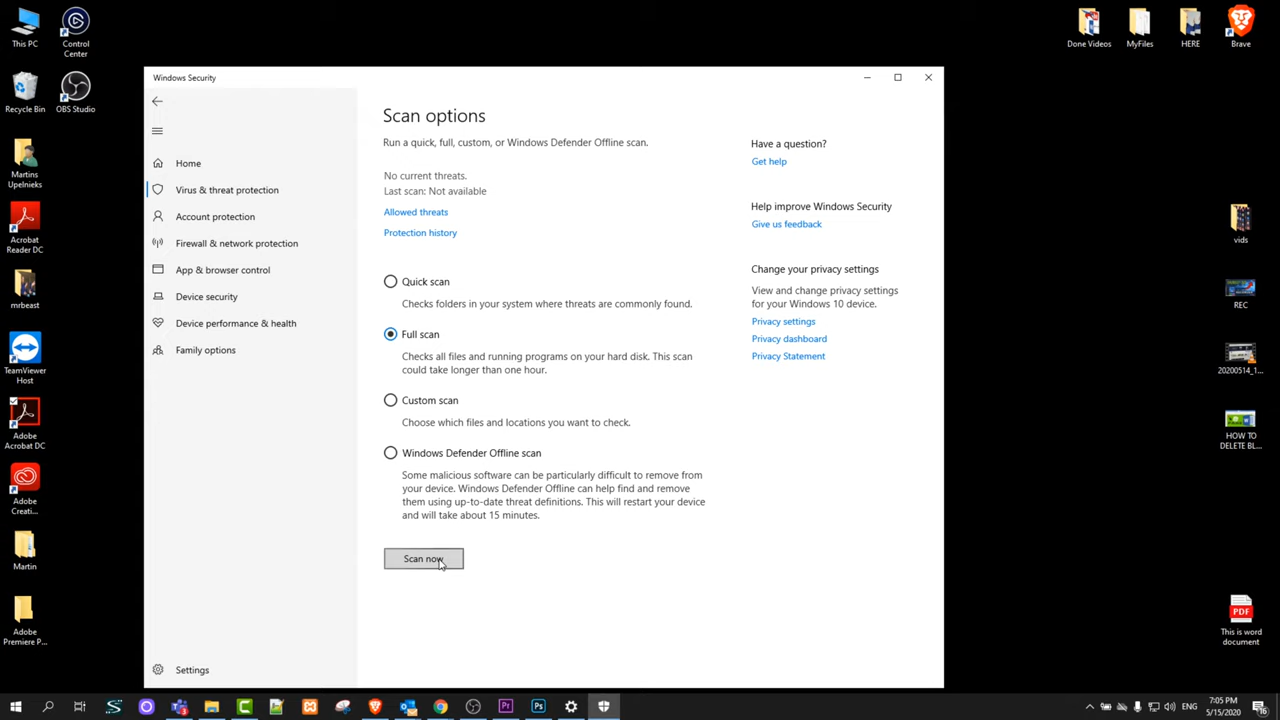 This PC
Control
Center
Recycle Bin
OBS Studio
Martins
Upelnieks
Acrobat
Reader DC
mrbeast
TeamViewer
Host
Adobe
Acrobat DC
Adobe
Creati...
Martin
Adobe
Premiere P...
Windows Security
Home
Virus & threat protection
Account protection
Firewall & network protection
App & browser control
Device security
Device performance & health
Family options
Settings
Scan options
Run a quick, full, custom, or Windows Defender Offline scan.
No current threats.
Last scan: Not available
Allowed threats
Protection history
Quick scan
Checks folders in your system where threats are commonly found.
Full scan
Checks all files and running programs on your hard disk. This scan
could take longer than one hour.
Custom scan
Choose which files and locations you want to check.
Windows Defender Offline scan
Some malicious software can be particularly difficult to remove from
your device. Windows Defender Offline can help find and remove
them using up-to-date threat definitions. This will restart your device
and will take about 15 minutes.
Scan now
Have a question?
Get help
Help improve Windows Security
Give us feedback
Change your privacy settings
View and change privacy settings
for your Windows 10 device.
Privacy settings
Privacy dashboard
Privacy Statement
Done Videos
MyFiles
HERE
Brave
vids
REC
20200514_1...
HOW TO
DELETE BL...
PDF
This is word
document
Pr
Ps
ENG
7:05 PM
5/15/2020
16